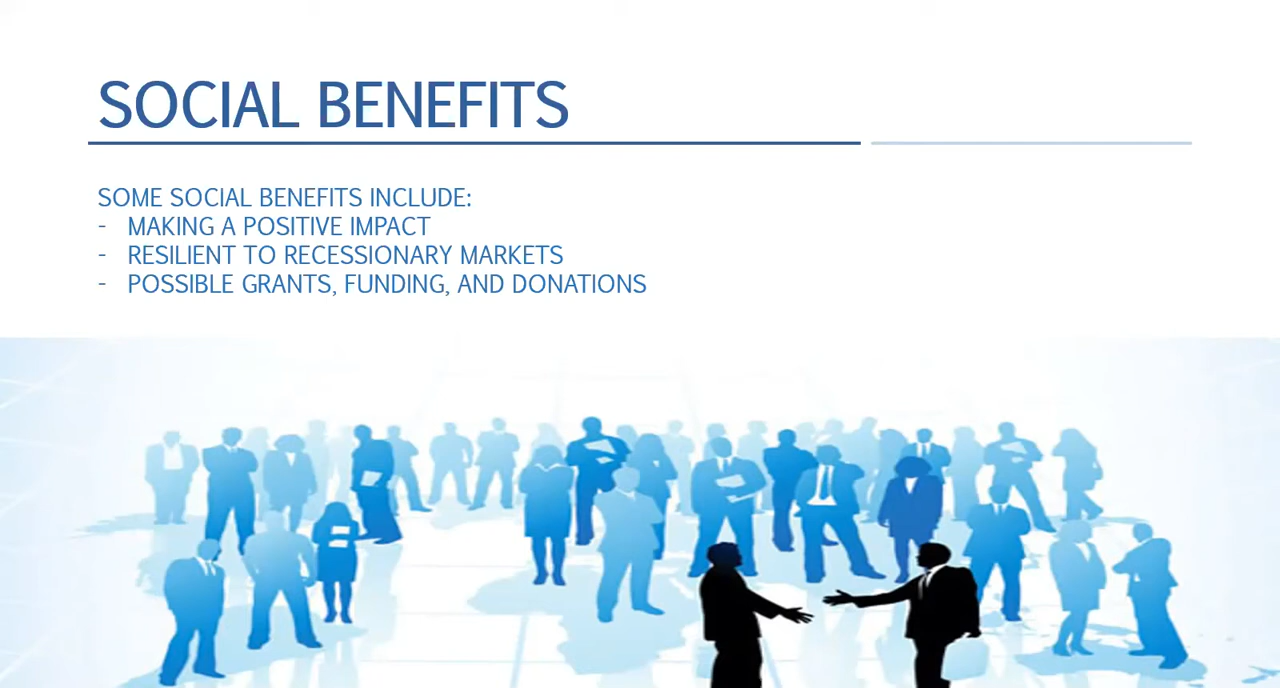 SOCIAL BENEFITS
SOME SOCIAL BENEFITS INCLUDE:
- MAKING A POSITIVE IMPACT
- RESILIENT TO RECESSIONARY MARKETS
- POSSIBLE GRANTS, FUNDING, AND DONATIONS